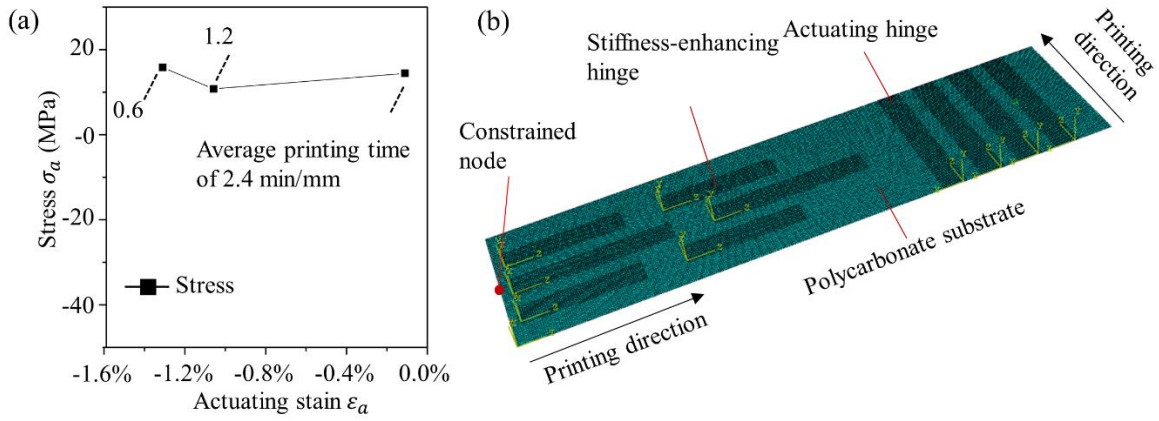 (a)
20
-0
-20
-40
Stress σₐ (MPa)
0.6
1.2
Average printing time
of 2.4 min/mm
Stress
-1.6% -1.2% -0.8% -0.4% 0.0%
Actuating stain εₐ
(b)
Stiffness-enhancing
hinge
Actuating hinge
Printing
direction
Constrained
node
Polycarbonate substrate
Printing direction